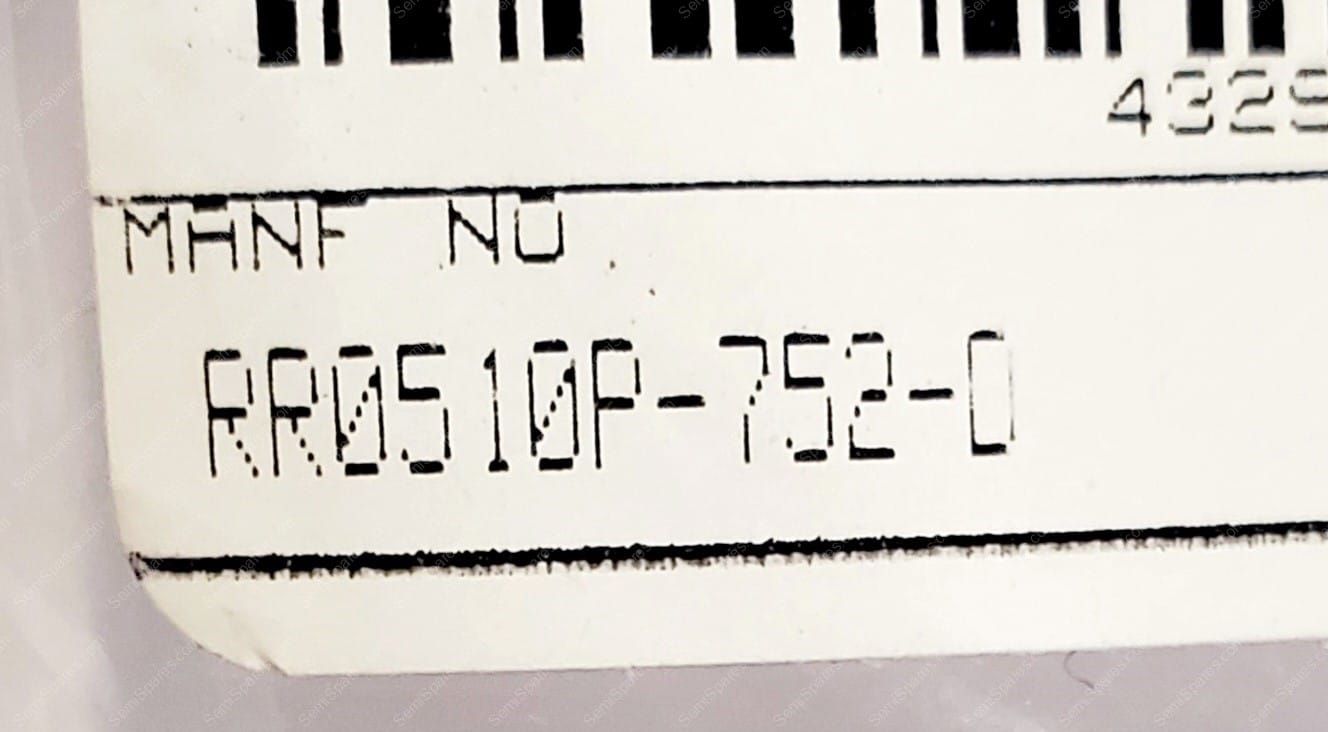 4329
MANF NO
RR0510P-752-D